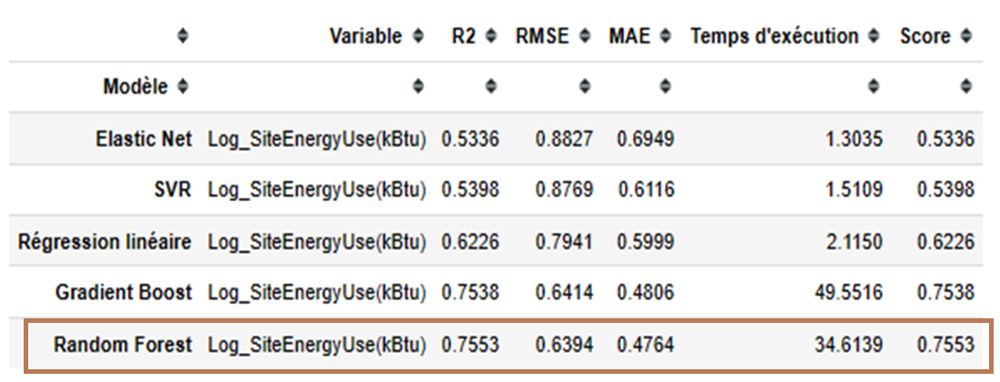 Variable R2 RMSE MAE Temps d'exécution Score
Modèle
Elastic Net Log_SiteEnergyUse(kBtu) 0.5336 0.8827 0.6949 1.3035 0.5336
SVR Log_SiteEnergyUse(kBtu) 0.5398 0.8769 0.6116 1.5109 0.5398
Régression linéaire Log_SiteEnergyUse(kBtu) 0.6226 0.7941 0.5999 2.1150 0.6226
Gradient Boost Log_SiteEnergyUse(kBtu) 0.7538 0.6414 0.4806 49.5516 0.7538
Random Forest Log_SiteEnergyUse(kBtu) 0.7553 0.6394 0.4764 34.6139 0.7553